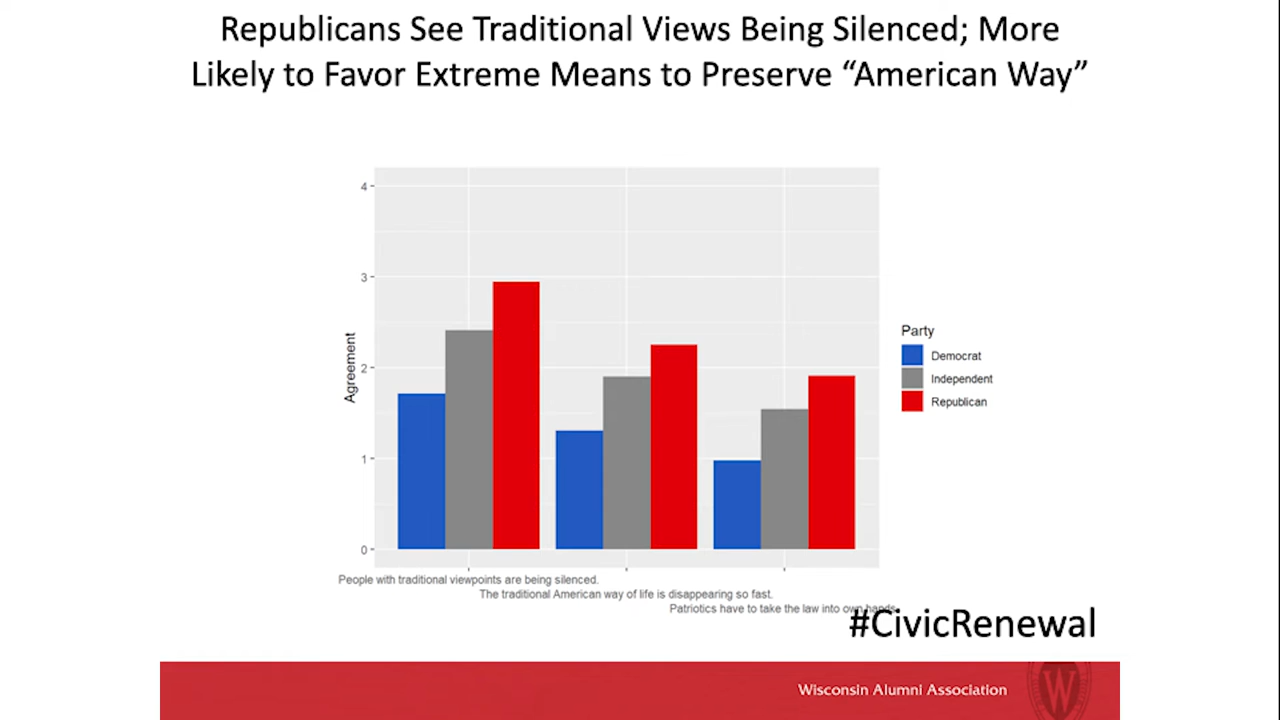 Republicans See Traditional Views Being Silenced; More
Likely to Favor Extreme Means to Preserve “American Way”
4
3
2
1
0
Agreement
Party
Democrat
Independent
Republican
People with traditional viewpoints are being silenced.
The traditional American way of life is disappearing so fast.
Patriotics have to take the law into own hands.
#CivicRenewal
Wisconsin Alumni Association
W